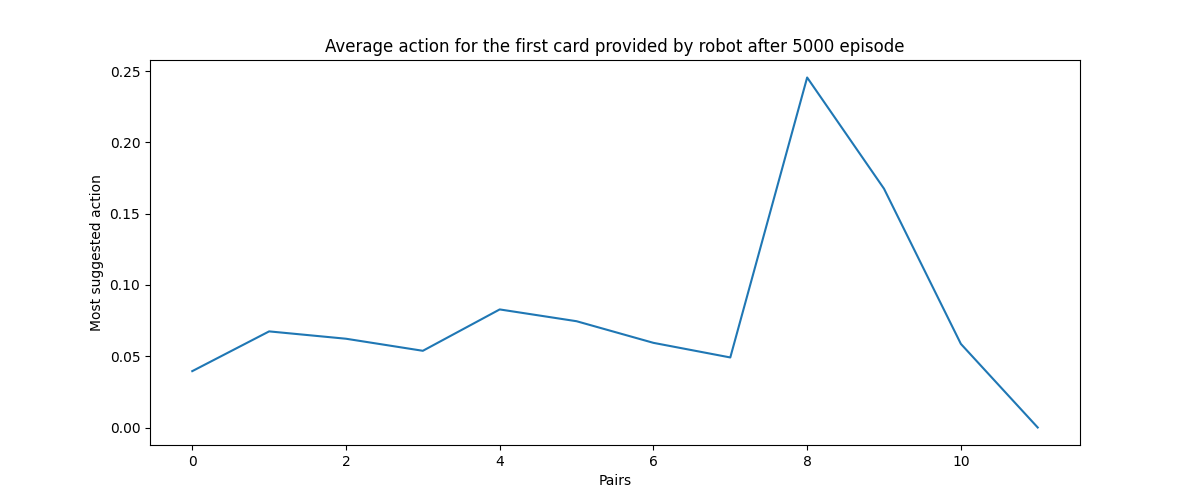 Average action for the first card provided by robot after 5000 episode
0.25
0.20
0.15
0.10
0.05
0.00
Most suggested action
0 2 4 6 8 10
Pairs